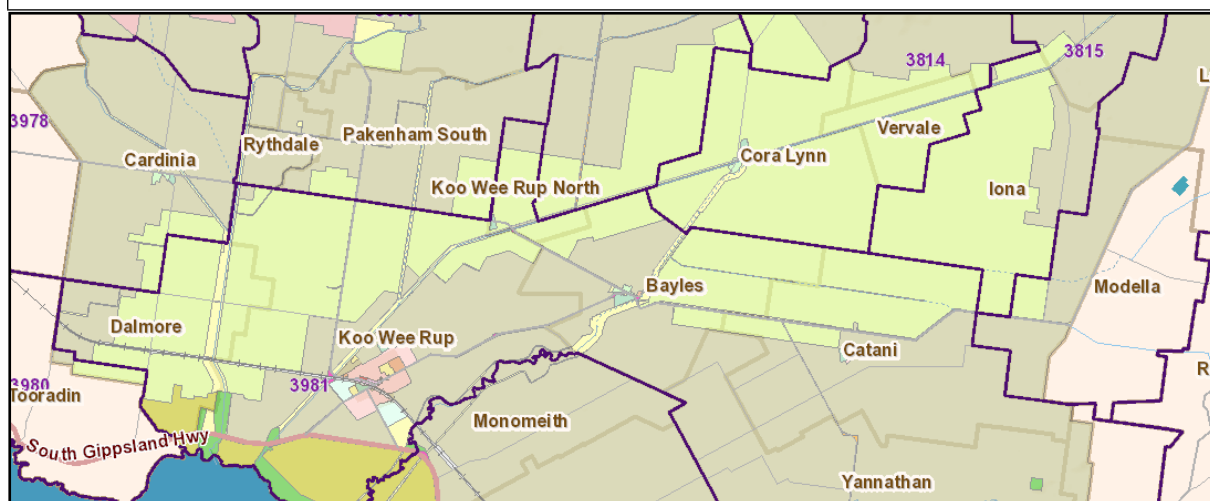 3814
3815
3978
Vervale
Pakenham South
Rythdale
Cardinia
Cora Lynn
Koo Wee Rup North
Iona
Bayles
Modella
Dalmore
Koo Wee Rup
Catani
3980
3981
Tooradin
Monomeith
South Gippsland Hwy
Yannathan